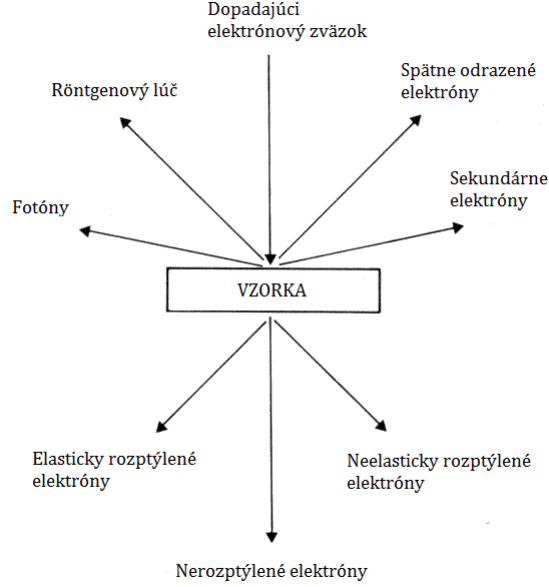 Dopadajúci
elektrónový zväzok
Röntgenový lúč
Spätne odrazené
elektróny
Fotóny
Sekundárne
elektróny
VZORKA
Elasticky rozptýlené
elektróny
Neelasticky rozptýlené
elektróny
Nerozptýlené elektróny